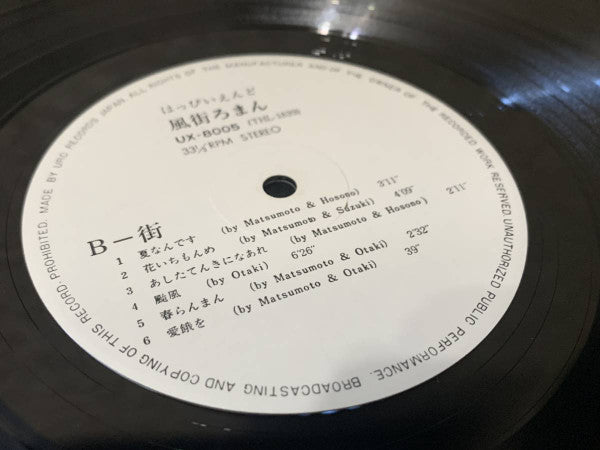 はっぴいえんど
風街ろまん
UX-8005 (THL-1899)
33⅓RPM STEREO
B－街
1 夏なんです (by Matsumoto & Hosono) 3'11"
2 花いちもんめ (by Matsumoto & Suzuki) 4'09"
3 あしたてんきになあれ (by Matsumoto & Hosono) 2'11"
4 颱風 (by Otaki) 6'26"
5 春らんまん (by Matsumoto & Otaki) 2'32"
6 愛餓を (by Matsumoto & Otaki) 39"
MADE BY URC RECORDS JAPAN ALL RIGHTS OF THE MANUFACTURER AND OF THE OWNER OF THE RECORDED WORK RESERVED. UNAUTHORIZED PUBLIC PERFORMANCE. BROADCASTING AND COPYING OF THIS RECORD PROHIBITED.